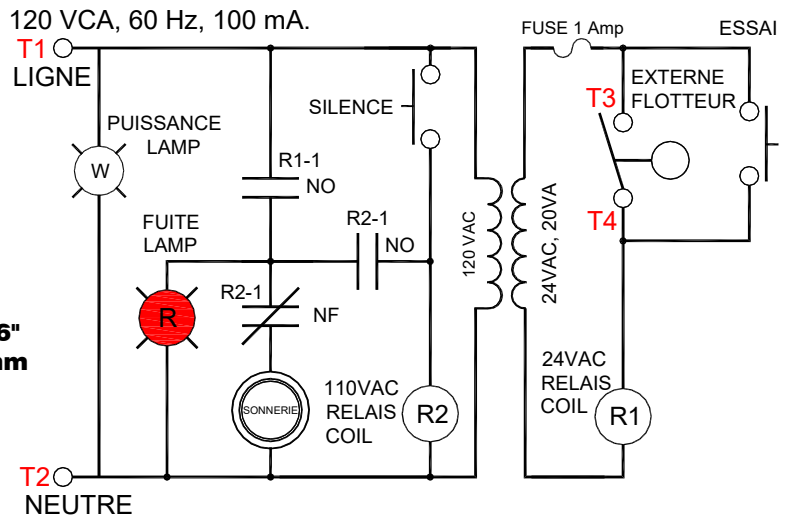 120 VCA, 60 Hz, 100 mA.
T1
LIGNE
PUISSANCE
LAMP
W
FUITE
LAMP
R
R1-1
NO
R2-1
NO
R2-1
NF
SONNERIE
SILENCE
110VAC
RELAIS
COIL
R2
120 VAC
24VAC, 20VA
FUSE 1 Amp
ESSAI
EXTERNE
FLOTTEUR
T3
T4
24VAC
RELAIS
COIL
R1
6"
T2
NEUTRE